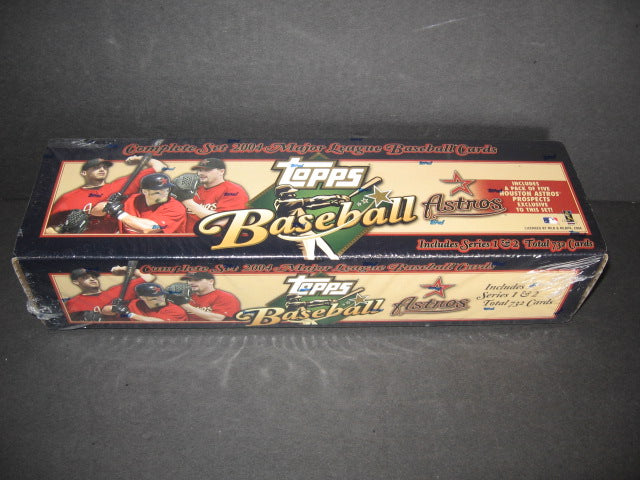 Complete Set 2004 Major League Baseball Cards
Topps
Baseball
Astros
INCLUDES
A PACK OF FIVE
HOUSTON ASTROS
PROSPECTS
EXCLUSIVE
TO THIS SET!
Includes Series 1 & 2 Total 732 Cards
Complete Set 2004 Major League Baseball Cards
Topps
Baseball
Astros
Includes
Series 1 & 2
Total 732 Cards